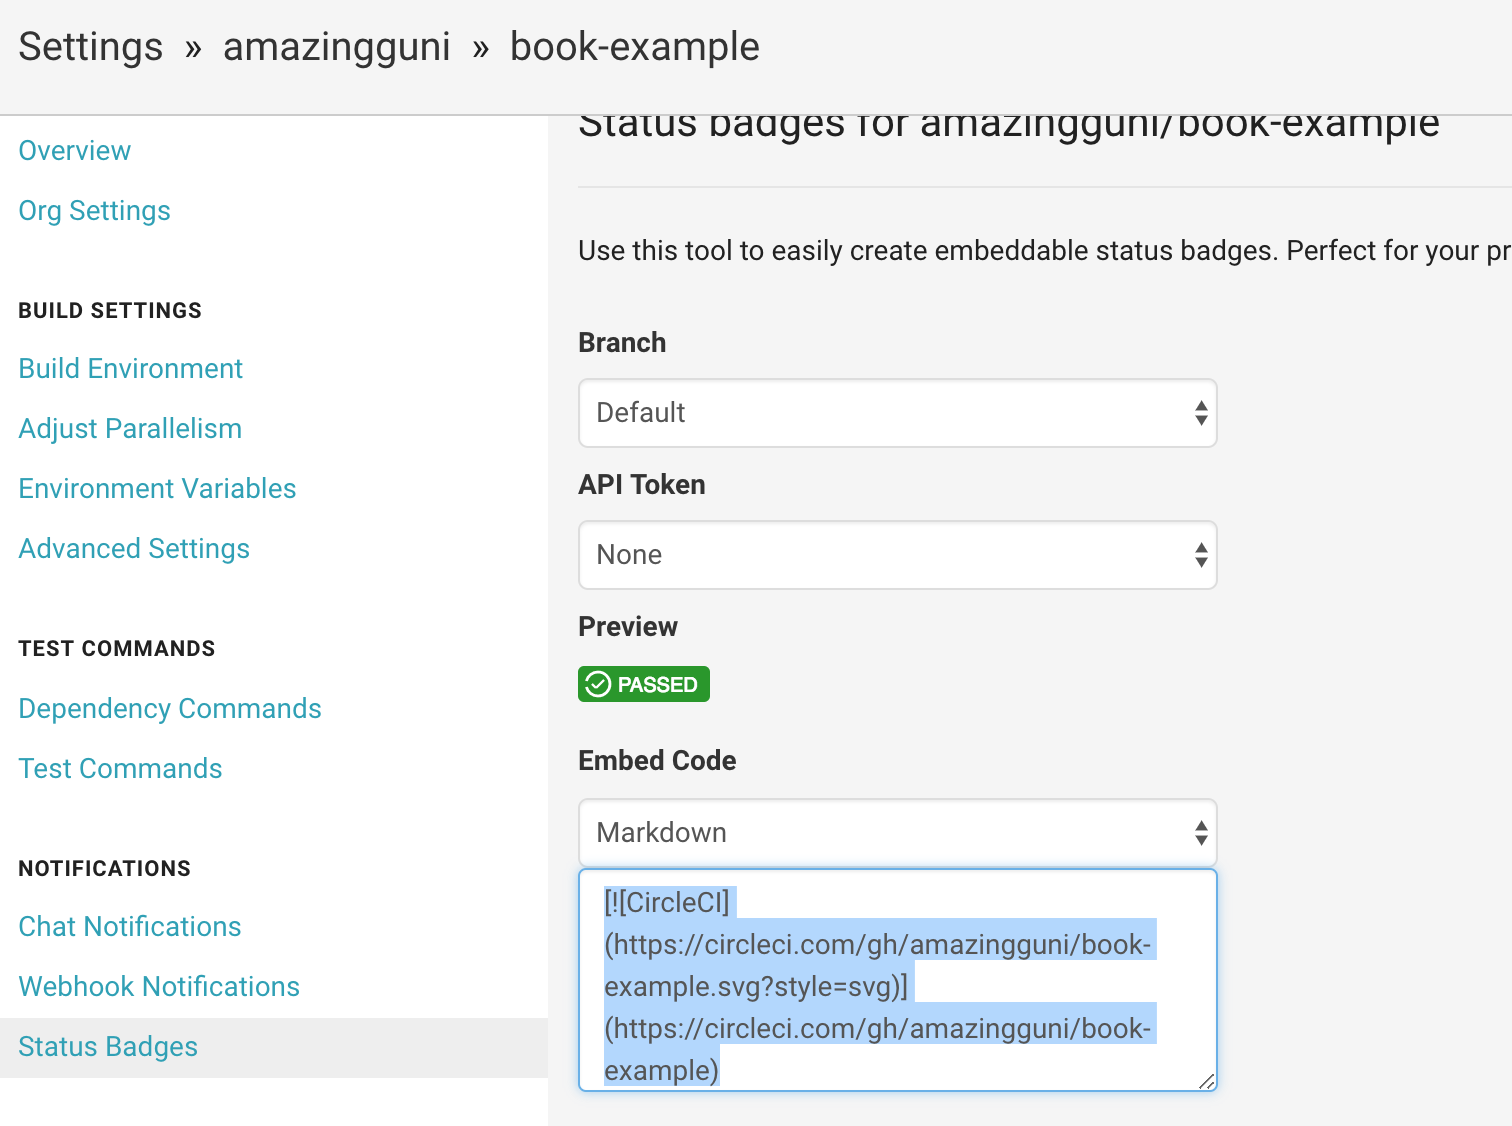 Settings » amazingguni » book-example
Overview
Org Settings
BUILD SETTINGS
Build Environment
Adjust Parallelism
Environment Variables
Advanced Settings
TEST COMMANDS
Dependency Commands
Test Commands
NOTIFICATIONS
Chat Notifications
Webhook Notifications
Status Badges
Status badges for amazingguni/book-example
Use this tool to easily create embeddable status badges. Perfect for your pr
Branch
Default
API Token
None
Preview
PASSED
Embed Code
Markdown
[![CircleCI]
(https://circleci.com/gh/amazingguni/book-
example.svg?style=svg)]
(https://circleci.com/gh/amazingguni/book-
example)